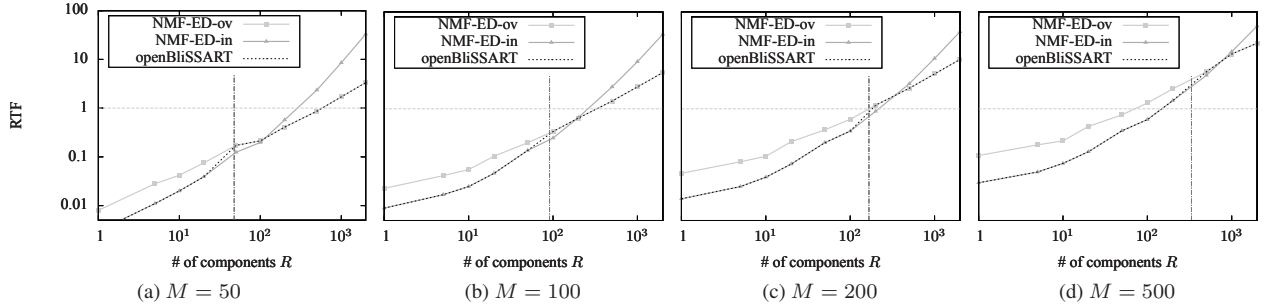 100
10
1
0.1
0.01
RTF
NMF-ED-ov
NMF-ED-in
openBliSSART
1 10¹ 10² 10³
# of components R
(a) M = 50
NMF-ED-ov
NMF-ED-in
openBliSSART
1 10¹ 10² 10³
# of components R
(b) M = 100
NMF-ED-ov
NMF-ED-in
openBliSSART
1 10¹ 10² 10³
# of components R
(c) M = 200
NMF-ED-ov
NMF-ED-in
openBliSSART
1 10¹ 10² 10³
# of components R
(d) M = 500